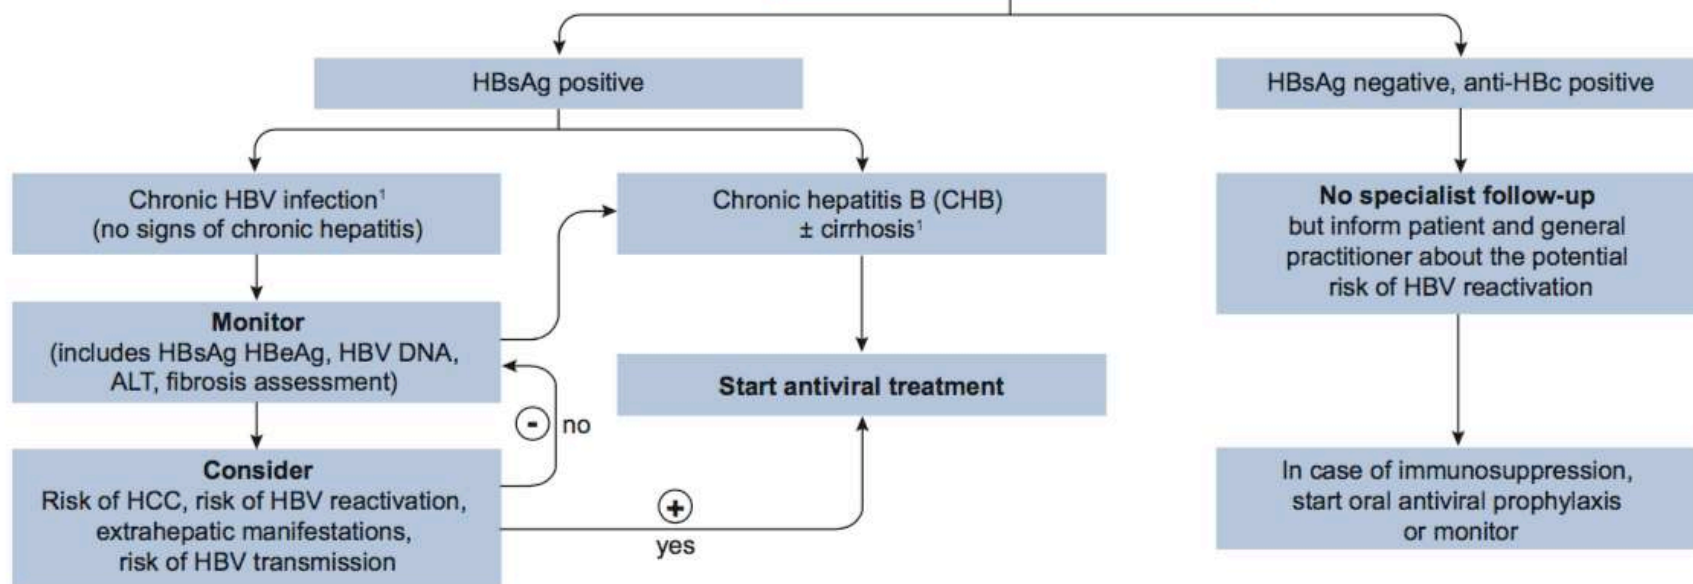 HBsAg positive
HBsAg negative, anti-HBc positive
Chronic HBV infection¹
(no signs of chronic hepatitis)
Chronic hepatitis B (CHB)
± cirrhosis¹
No specialist follow-up
but inform patient and general
practitioner about the potential
risk of HBV reactivation
Monitor
(includes HBsAg HBeAg, HBV DNA,
ALT, fibrosis assessment)
Start antiviral treatment
- no
Consider
Risk of HCC, risk of HBV reactivation,
extrahepatic manifestations,
risk of HBV transmission
+
yes
In case of immunosuppression,
start oral antiviral prophylaxis
or monitor